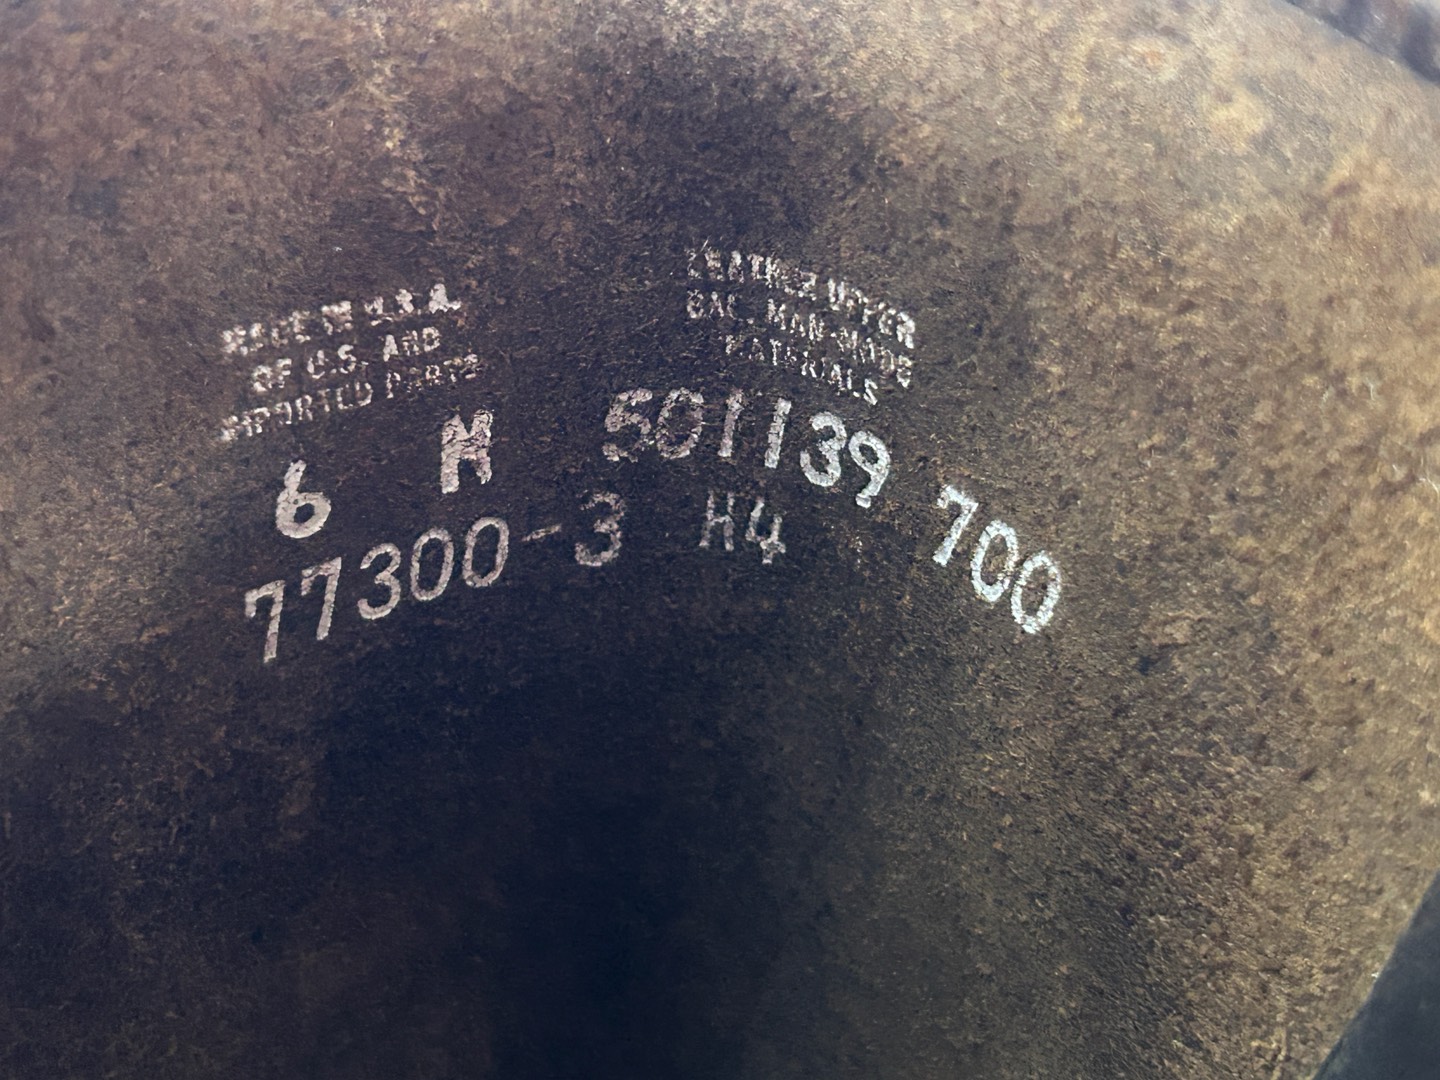 MADE IN U.S.A.
OF U.S. AND
IMPORTED PARTS
LEATHER UPPER
BAL. MAN-MADE
MATERIALS
6 M 501139 700
77300-3 H4